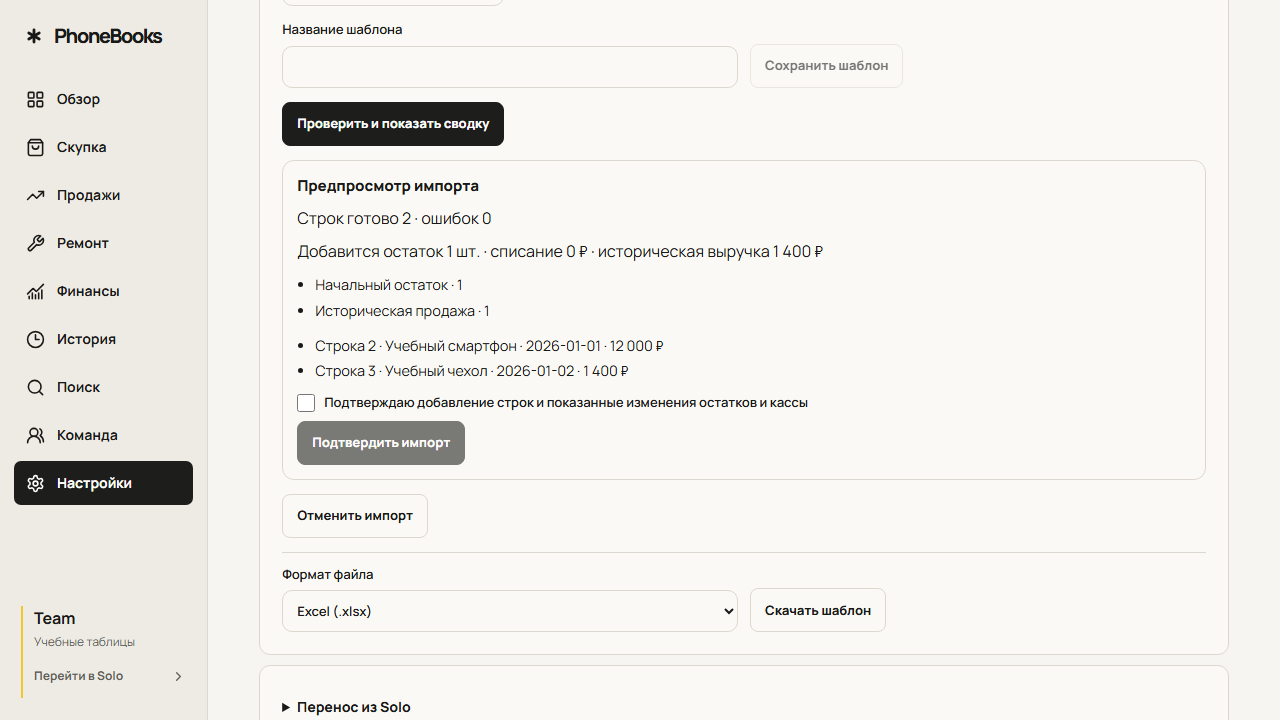 PhoneBooks
Обзор
Скупка
Продажи
Ремонт
Финансы
История
Поиск
Команда
Настройки
Team
Учебные таблицы
Перейти в Solo
Название шаблона
Сохранить шаблон
Проверить и показать сводку
Предпросмотр импорта
Строк готово 2 · ошибок 0
Добавится остаток 1 шт. · списание 0 ₽ · историческая выручка 1 400 ₽
Начальный остаток · 1
Историческая продажа · 1
Строка 2 · Учебный смартфон · 2026-01-01 · 12 000 ₽
Строка 3 · Учебный чехол · 2026-01-02 · 1 400 ₽
Подтверждаю добавление строк и показанные изменения остатков и кассы
Подтвердить импорт
Отменить импорт
Формат файла
Excel (.xlsx)
Скачать шаблон
Перенос из Solo